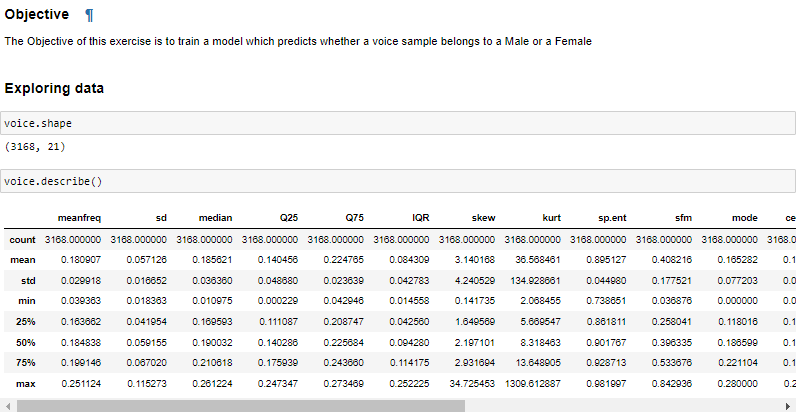 Objective ¶
The Objective of this exercise is to train a model which predicts whether a voice sample belongs to a Male or a Female
Exploring data
voice.shape
(3168, 21)
voice.describe()
meanfreq sd median Q25 Q75 IQR skew kurt sp.ent sfm mode ce
count 3168.000000 3168.000000 3168.000000 3168.000000 3168.000000 3168.000000 3168.000000 3168.000000 3168.000000 3168.000000 3168.000000 3168.0
mean 0.180907 0.057126 0.185621 0.140456 0.224765 0.084309 3.140168 36.568461 0.895127 0.408216 0.165282 0.1
std 0.029918 0.016652 0.036360 0.048680 0.023639 0.042783 4.240529 134.928661 0.044980 0.177521 0.077203 0.0
min 0.039363 0.018363 0.010975 0.000229 0.042946 0.014558 0.141735 2.068455 0.738651 0.036876 0.000000 0.0
25% 0.163662 0.041954 0.169593 0.111087 0.208747 0.042560 1.649569 5.669547 0.861811 0.258041 0.118016 0.1
50% 0.184838 0.059155 0.190032 0.140286 0.225684 0.094280 2.197101 8.318463 0.901767 0.396335 0.186599 0.1
75% 0.199146 0.067020 0.210618 0.175939 0.243660 0.114175 2.931694 13.648905 0.928713 0.533676 0.221104 0.1
max 0.251124 0.115273 0.261224 0.247347 0.273469 0.252225 34.725453 1309.612887 0.981997 0.842936 0.280000 0.2